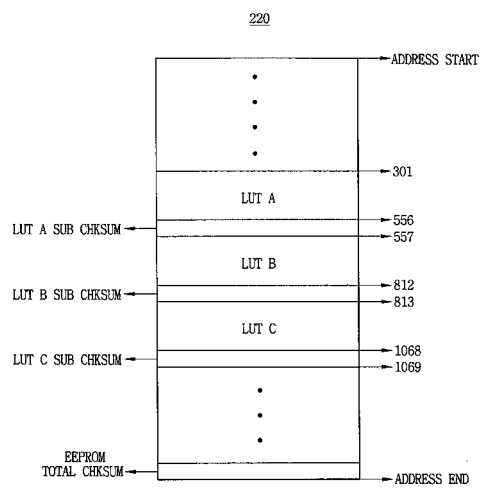 220
ADDRESS START
301
LUT A
556
LUT A SUB CHKSUM
557
LUT B
812
LUT B SUB CHKSUM
813
LUT C
1068
LUT C SUB CHKSUM
1069
EEPROM
TOTAL CHKSUM
ADDRESS END